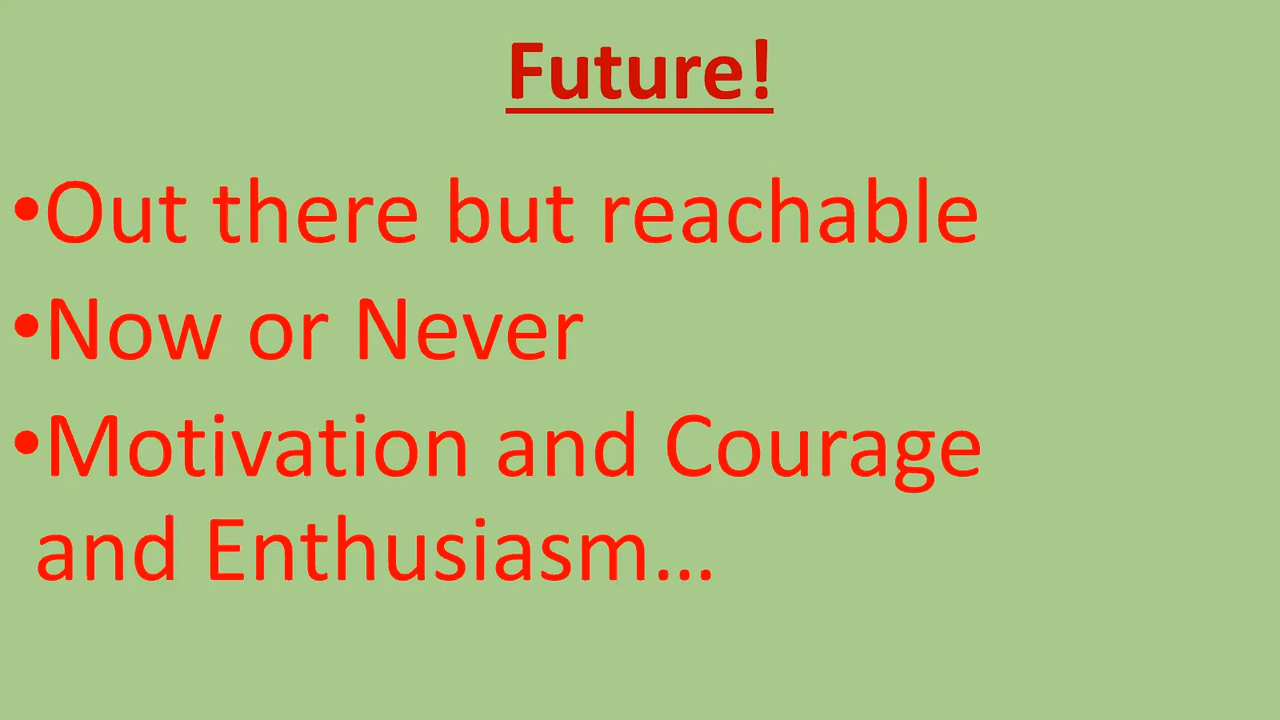 Future!
•Out there but reachable
•Now or Never
•Motivation and Courage
and Enthusiasm...